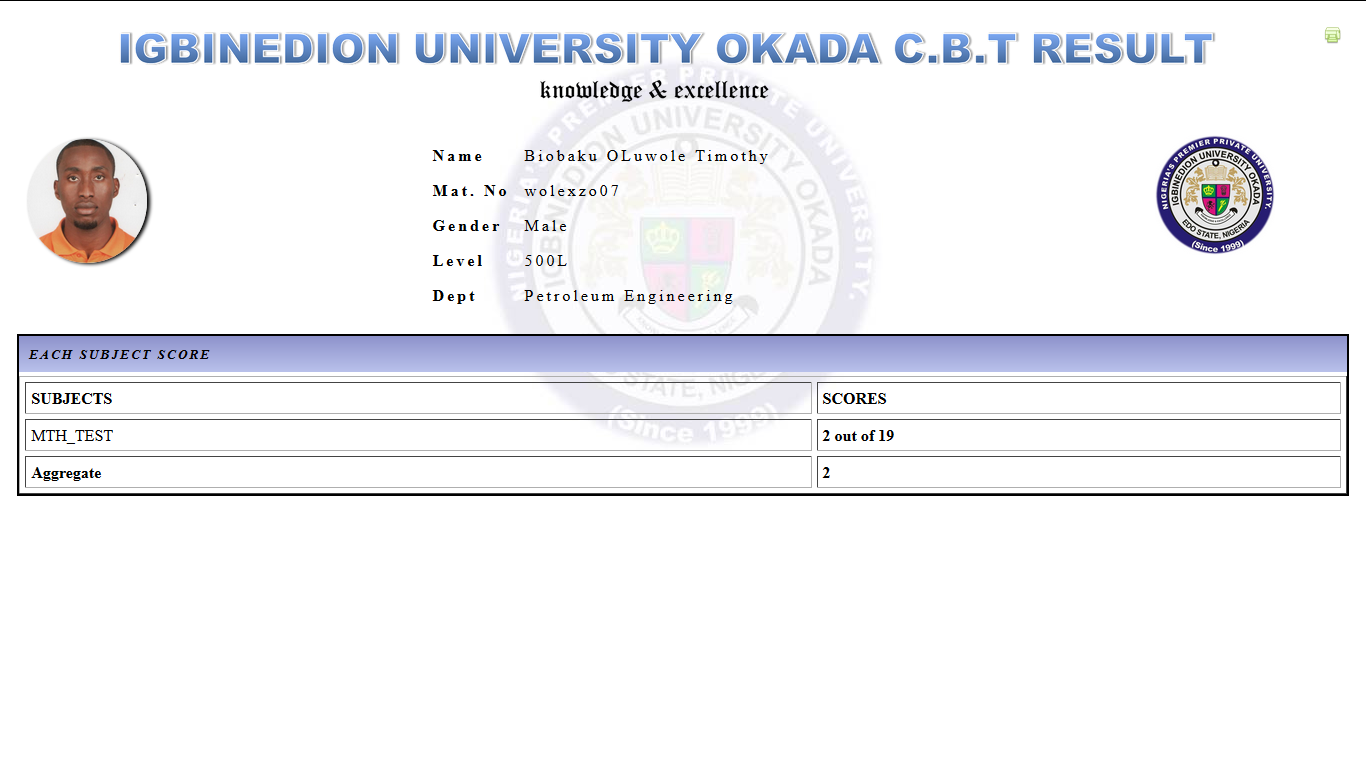 IGBINEDION UNIVERSITY OKADA C.B.T RESULT
knowledge & excellence
Name Biobaku OLuwole Timothy
Mat. No wolexzo07
Gender Male
Level 500L
Dept Petroleum Engineering
NIGERIA'S PREMIER PRIVATE UNIVERSITY.
IGBINEDION UNIVERSITY OKADA
EDO STATE, NIGERIA
(Since 1999)
EACH SUBJECT SCORE
SUBJECTS SCORES
MTH_TEST 2 out of 19
Aggregate 2